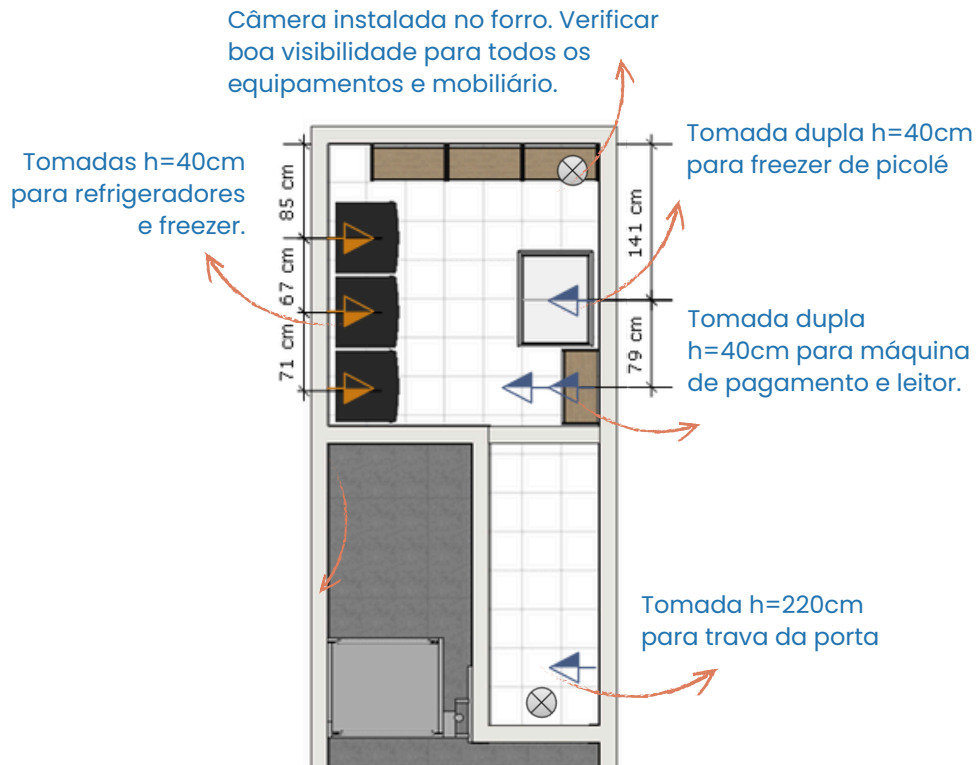 Câmera instalada no forro. Verificar
boa visibilidade para todos os
equipamentos e mobiliário.
Tomadas h=40cm
para refrigeradores
e freezer.
Tomada dupla h=40cm
para freezer de picolé
85 cm
67 cm
71 cm
141 cm
79 cm
Tomada dupla
h=40cm para máquina
de pagamento e leitor.
Tomada h=220cm
para trava da porta